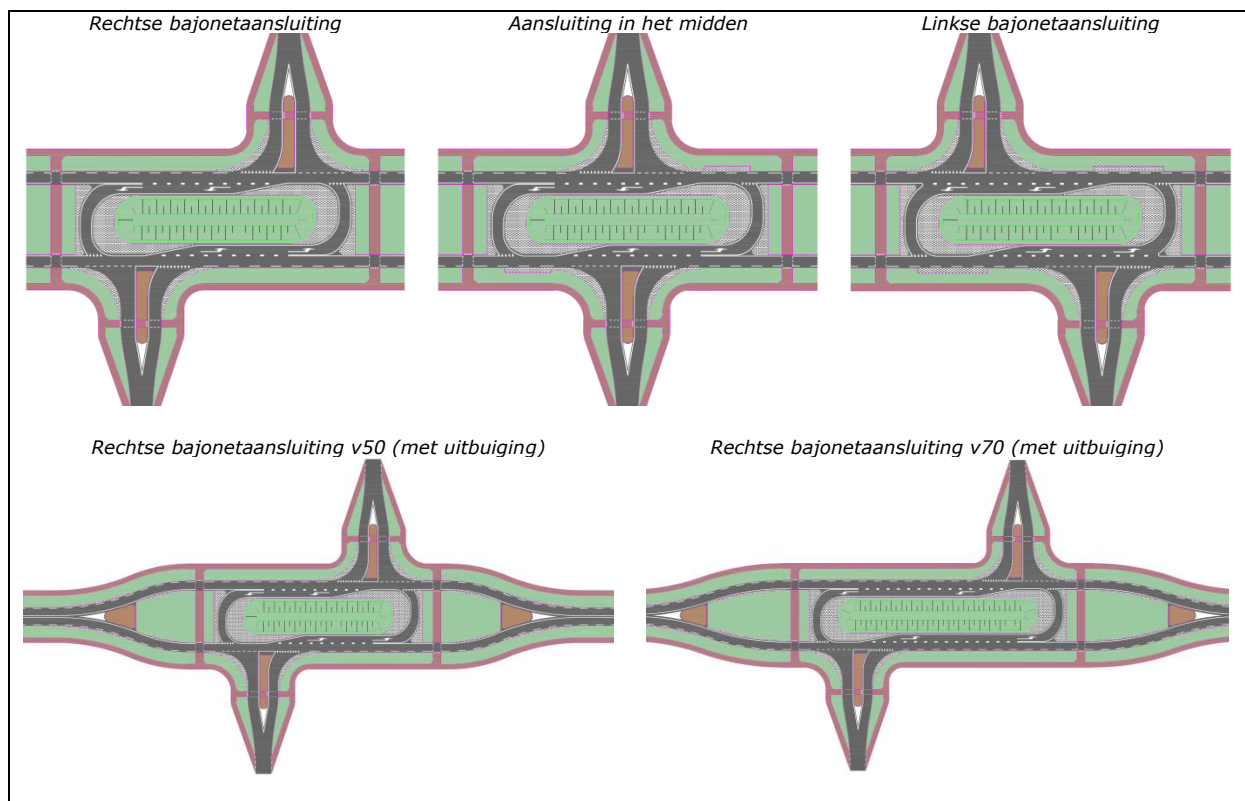 Rechtse bajonetaansluiting
Aansluiting in het midden
Linkse bajonetaansluiting
Rechtse bajonetaansluiting v50 (met uitbuiging)
Rechtse bajonetaansluiting v70 (met uitbuiging)